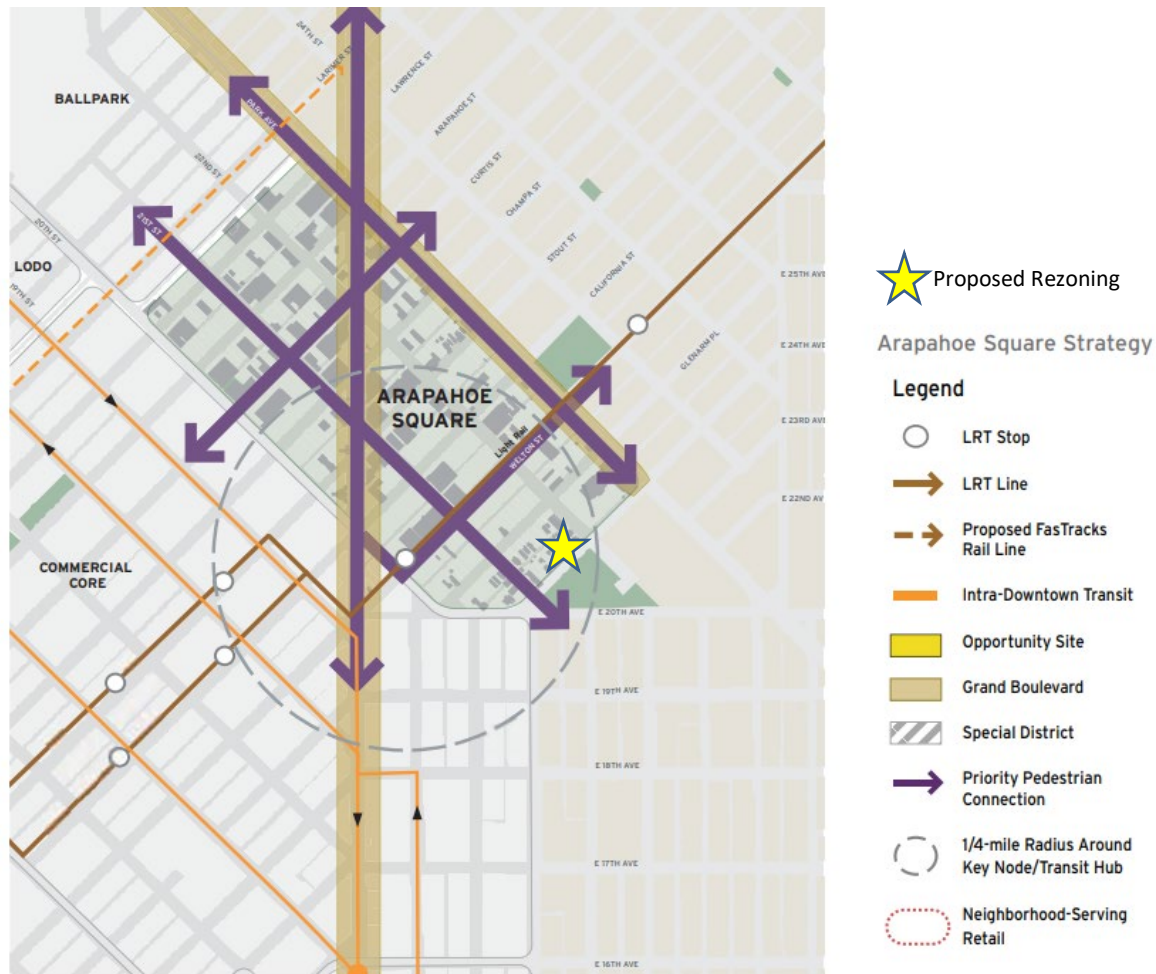 24TH ST
LARIMER ST
LAWRENCE ST
BALLPARK
PARK AVE
ARAPAHOE ST
22ND ST
CURTIS ST
CHAMPA ST
21ST ST
20TH ST
STOUT ST
LODO
19TH ST
CALIFORNIA ST
E 25TH AVE
GLENARM PL
E 24TH AVE
ARAPAHOE
SQUARE
Light Rail
WELTON ST
E 23RD AVE
E 22ND AV
COMMERCIAL
CORE
E 20TH AVE
E 19TH AVE
E 18TH AVE
E 17TH AVE
E 16TH AVE
Proposed Rezoning
Arapahoe Square Strategy
Legend
LRT Stop
LRT Line
Proposed FasTracks
Rail Line
Intra-Downtown Transit
Opportunity Site
Grand Boulevard
Special District
Priority Pedestrian
Connection
1/4-mile Radius Around
Key Node/Transit Hub
Neighborhood-Serving
Retail